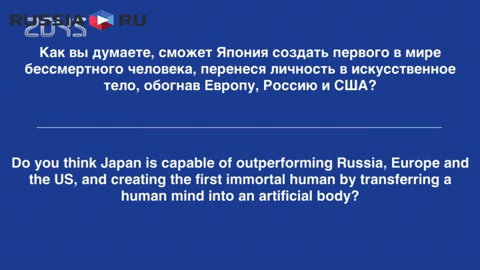 RUSSIA RU
2045
Как вы думаете, сможет Япония создать первого в мире
бессмертного человека, перенеся личность в искусственное
тело, обогнав Европу, Россию и США?
Do you think Japan is capable of outperforming Russia, Europe and
the US, and creating the first immortal human by transferring a
human mind into an artificial body?